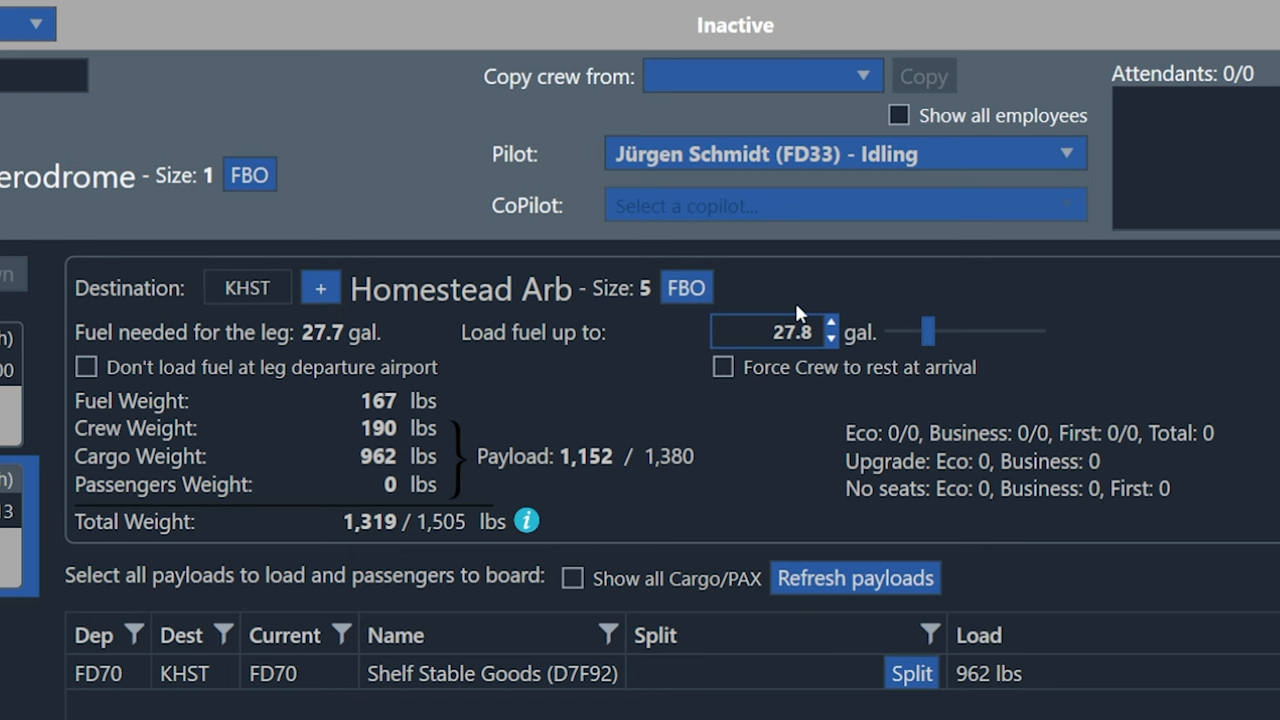 Inactive
Copy crew from: Copy Attendants: 0/0
Show all employees
Pilot: Jürgen Schmidt (FD33) - Idling
erodrome - Size: 1 FBO
CoPilot: Select a copilot...
Destination: KHST + Homestead Arb - Size: 5 FBO
Fuel needed for the leg: 27.7 gal. Load fuel up to: 27.8 gal.
Don't load fuel at leg departure airport Force Crew to rest at arrival
Fuel Weight: 167 lbs
Crew Weight: 190 lbs
Cargo Weight: 962 lbs Payload: 1,152 / 1,380
Passengers Weight: 0 lbs
Eco: 0/0, Business: 0/0, First: 0/0, Total: 0
Upgrade: Eco: 0, Business: 0
No seats: Eco: 0, Business: 0, First: 0
Total Weight: 1,319 / 1,505 lbs i
Select all payloads to load and passengers to board: Show all Cargo/PAX Refresh payloads
Dep Dest Current Name Split Load
FD70 KHST FD70 Shelf Stable Goods (D7F92) Split 962 lbs